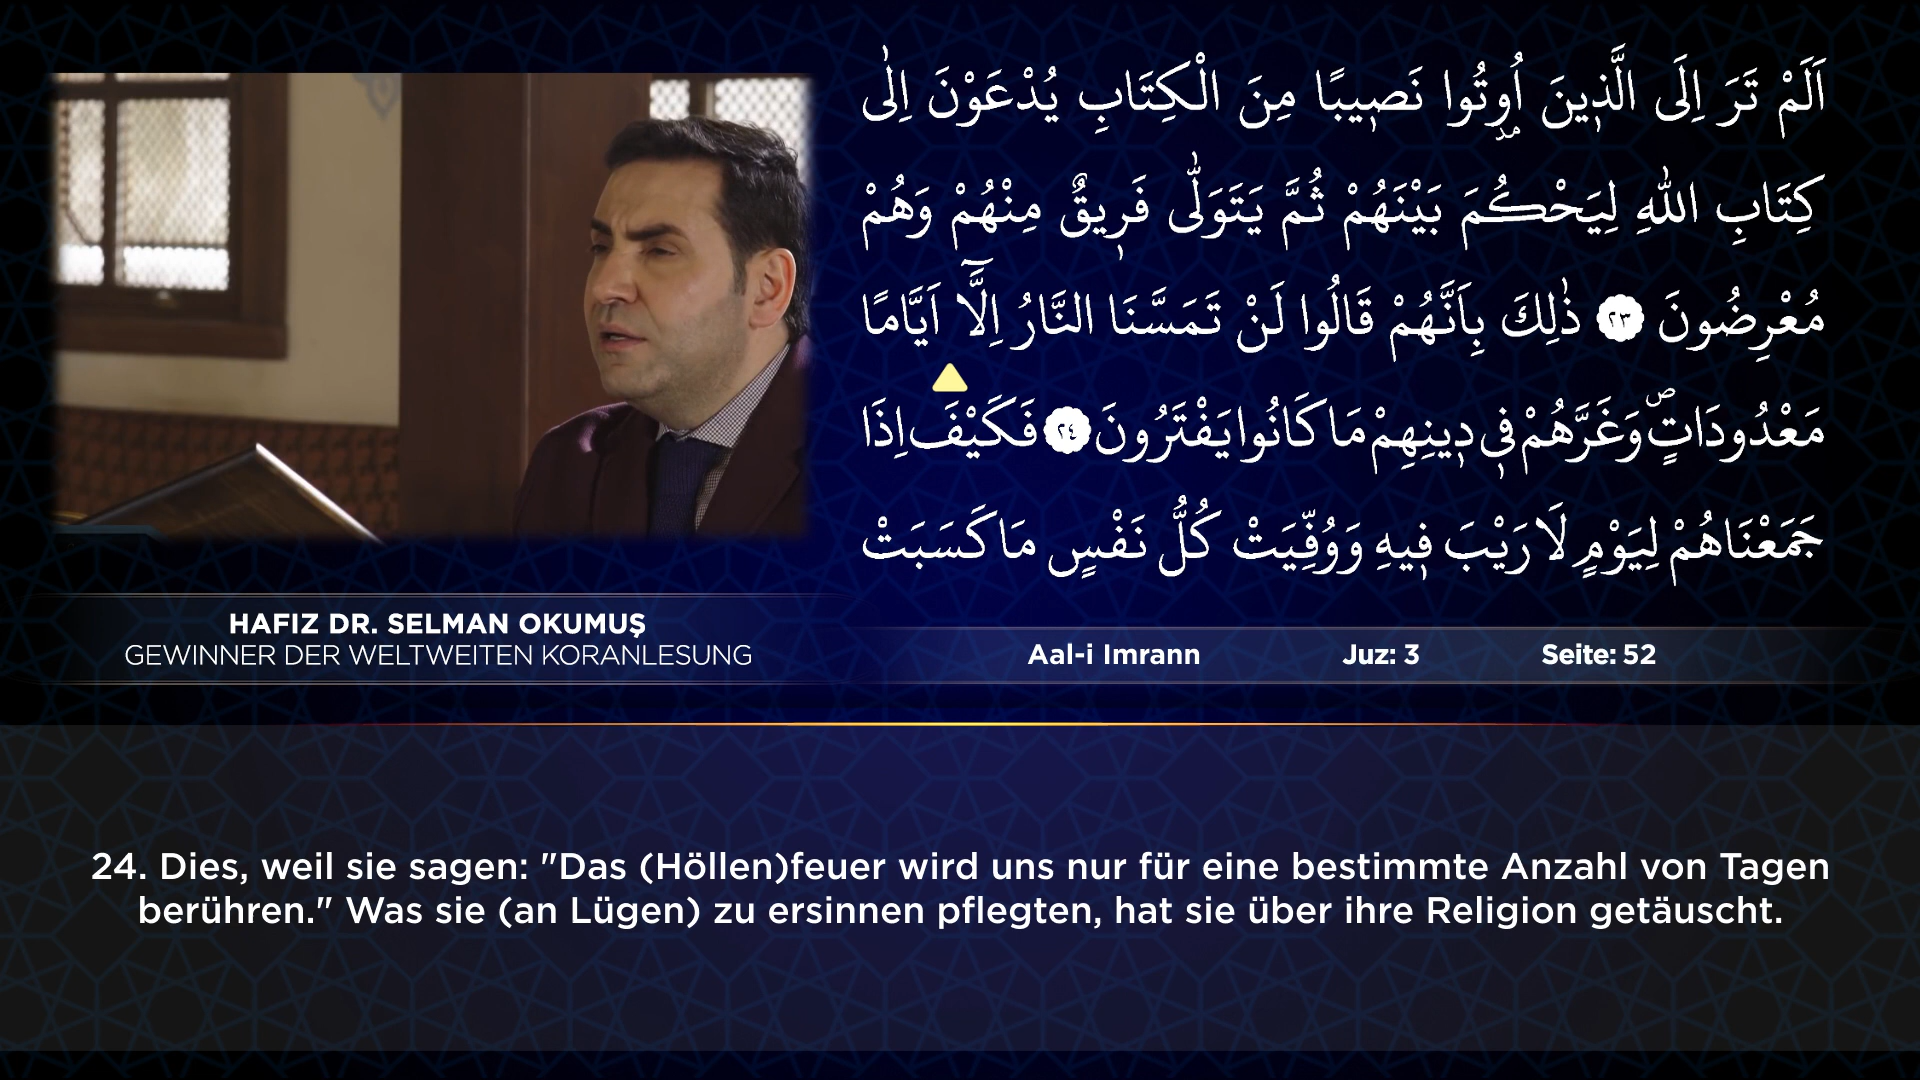 اَلَمْ تَرَ اِلَى الَّذ۪ينَ اُو۫تُوا نَص۪يبًا مِنَ الْكِتَابِ يُدْعَوْنَ اِلٰى
كِتَابِ اللّٰهِ لِيَحْكُمَ بَيْنَهُمْ ثُمَّ يَتَوَلّٰى فَر۪يقٌ مِنْهُمْ وَهُمْ
مُعْرِضُونَ ﴿٢٣﴾ ذٰلِكَ بِاَنَّهُمْ قَالُوا لَنْ تَمَسَّنَا النَّارُ اِلَّٓا اَيَّامًا
مَعْدُودَاتٍۖ وَغَرَّهُمْ ف۪ي د۪ينِهِمْ مَا كَانُوا يَفْتَرُونَ ﴿٢٤﴾ فَكَيْفَ اِذَا
جَمَعْنَاهُمْ لِيَوْمٍ لَا رَيْبَ ف۪يهِ وَوُفِّيَتْ كُلُّ نَفْسٍ مَا كَسَبَتْ
HAFIZ DR. SELMAN OKUMUŞ
GEWINNER DER WELTWEITEN KORANLESUNG
Aal-i Imrann Juz: 3 Seite: 52
24. Dies, weil sie sagen: "Das (Höllen)feuer wird uns nur für eine bestimmte Anzahl von Tagen
berühren." Was sie (an Lügen) zu ersinnen pflegten, hat sie über ihre Religion getäuscht.